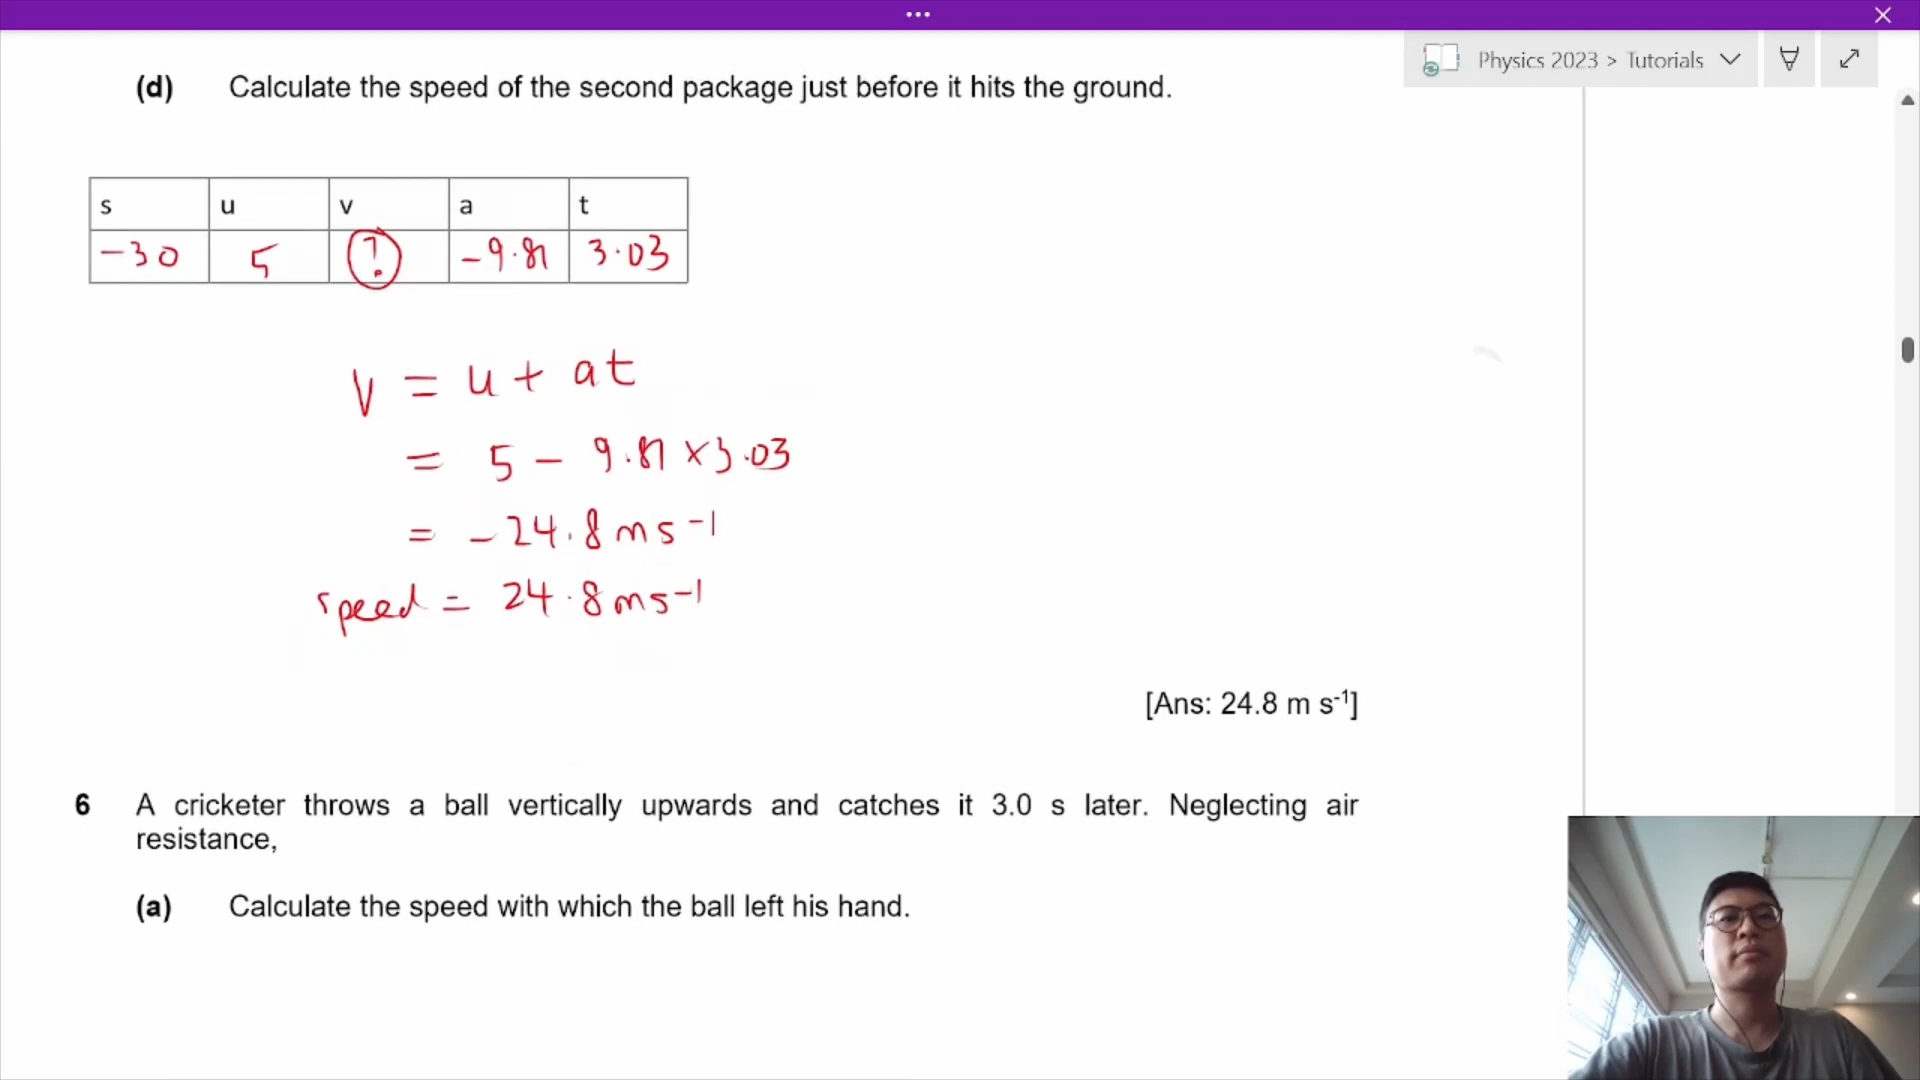 Physics 2023 > Tutorials
(d) Calculate the speed of the second package just before it hits the ground.
s u v a t
-30 5 ? -9.81 3.03
v = u + at
= 5 - 9.81 × 3.03
= -24.8 ms⁻¹
speed = 24.8 ms⁻¹
[Ans: 24.8 m s⁻¹]
6 A cricketer throws a ball vertically upwards and catches it 3.0 s later. Neglecting air
resistance,
(a) Calculate the speed with which the ball left his hand.